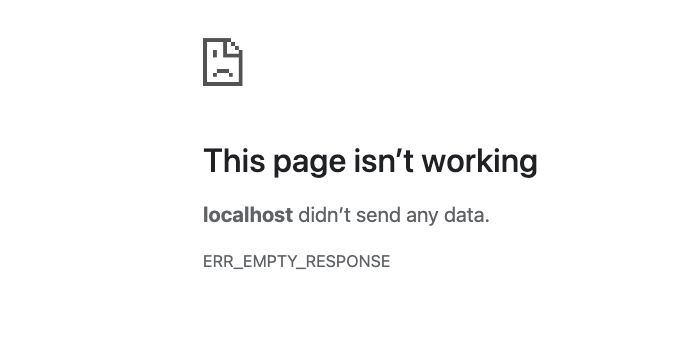 This page isn’t working
localhost didn’t send any data.
ERR_EMPTY_RESPONSE